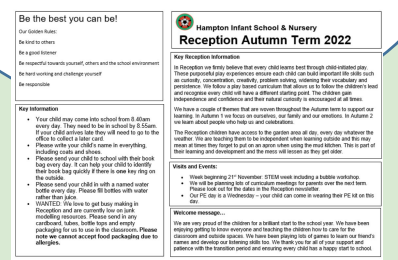 Be the best you can be!
Our Golden Rules:
Be kind to others
Be a good listener
Be respectful towards yourself, others and the school environment
Be hard working and challenge yourself
Be responsible
Key Information
Your child may come into school from 8.40am
every day. They need to be in school by 8.55am.
If your child arrives late they will need to go to the
office to collect a later card.
Please write your child's name in everything,
including coats and shoes.
Please send your child to school with their book
bag every day. It can help your child to identify
their book bag quickly if there is one key ring on
the outside.
Please send your child in with a named water
bottle every day. Please fill bottles with water
rather than juice.
WANTED: We love to get busy making in
Reception and are currently low on junk
modelling resources. Please send in any
cardboard, tubes, bottle tops and empty
packaging for us to use in the classroom. Please
note we cannot accept food packaging due to
allergies.
Hampton Infant School & Nursery
Reception Autumn Term 2022
Key Reception Information
In Reception we firmly believe that every child learns best through child-initiated play.
These purposeful play experiences ensure each child can build important life skills such
as curiosity, concentration, creativity, problem solving, widening their vocabulary and
persistence. We follow a play based curriculum that allows us to follow the children's lead
and recognise every child will have a different starting point. The children gain
independence and confidence and their natural curiosity is encouraged at all times.
We have a couple of themes that are woven throughout the Autumn term to support our
learning. In Autumn 1 we focus on ourselves, our family and our emotions. In Autumn 2
we learn about people who help us and celebrations.
The Reception children have access to the garden area all day, every day whatever the
weather. We are teaching them to be independent when learning outside and this may
mean at times they forget to put on an apron when using the mud kitchen. This is part of
their learning and development and the mess will lessen as they get older.
Visits and Events:
Week beginning 21st November: STEM week including a bubble workshop.
We will be planning lots of curriculum meetings for parents over the next term.
Please look out for the dates in the Reception newsletter.
Our PE day is a Wednesday – your child can come in wearing their PE kit on this
day.
Welcome message…
We are very proud of the children for a brilliant start to the school year. We have been
enjoying getting to know everyone and teaching the children how to care for the
classroom and outside spaces. We have been playing lots of games to learn our friend's
names and develop our listening skills too. We thank you for all of your support and
patience with the transition period and ensuring every child has a happy start to school.